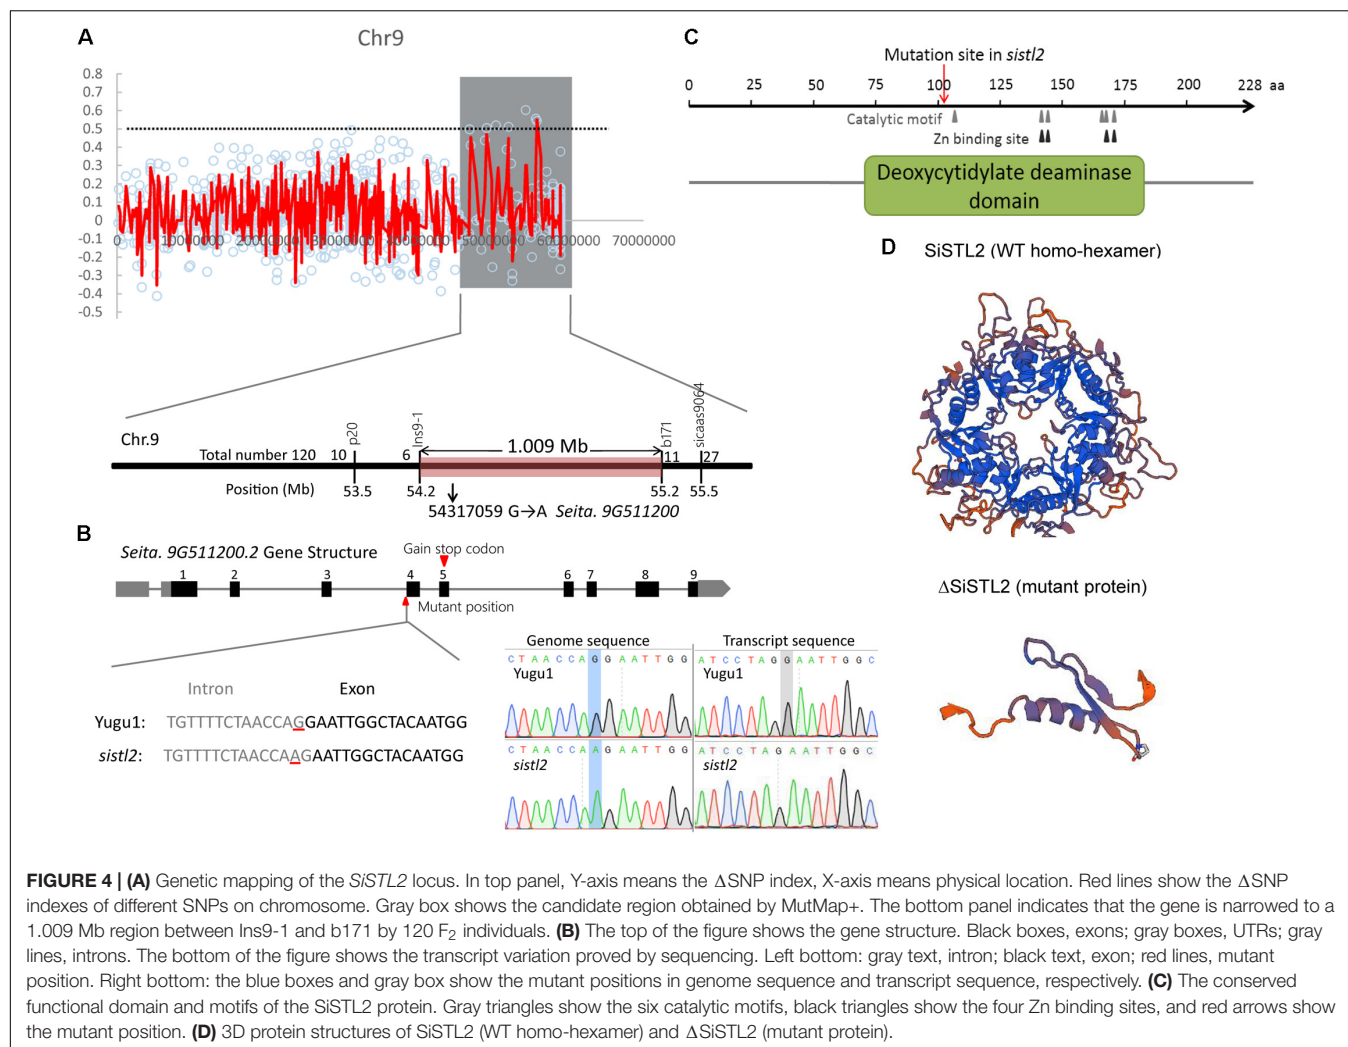 A
Chr9
0.8
0.7
0.6
0.5
0.4
0.3
0.2
0.1
0
-0.1
-0.2
-0.3
-0.4
-0.5
0 10000000 20000000 30000000 40000000 50000000 60000000 70000000
Chr.9
p20
Ins9-1
b171
sicaas9064
1.009 Mb
Total number 120 10 6 11 27
Position (Mb) 53.5 54.2 55.2 55.5
54317059 G→A Seita. 9G511200
B
Seita. 9G511200.2 Gene Structure
Gain stop codon
1 2 3 4 5 6 7 8 9
Mutant position
Intron Exon
Yugu1: TGTTTTCTAACCAGGAATTGGCTACAATGG
sistl2: TGTTTTCTAACCAAGAATTGGCTACAATGG
Genome sequence
Transcript sequence
C T A A C C A G G A A T T G G
A T C C T A G G A A T T G G C
Yugu1
Yugu1
C T A A C C A A G A A T T G G
A T C C T A G A A T T G G C
sistl2
sistl2
C
Mutation site in sistl2
0 25 50 75 100 125 150 175 200 228 aa
Catalytic motif
Zn binding site
Deoxycytidylate deaminase
domain
D
SiSTL2 (WT homo-hexamer)
ΔSiSTL2 (mutant protein)
FIGURE 4 | (A) Genetic mapping of the SiSTL2 locus. In top panel, Y-axis means the ΔSNP index, X-axis means physical location. Red lines show the ΔSNP
indexes of different SNPs on chromosome. Gray box shows the candidate region obtained by MutMap+. The bottom panel indicates that the gene is narrowed to a
1.009 Mb region between Ins9-1 and b171 by 120 F2 individuals. (B) The top of the figure shows the gene structure. Black boxes, exons; gray boxes, UTRs; gray
lines, introns. The bottom of the figure shows the transcript variation proved by sequencing. Left bottom: gray text, intron; black text, exon; red lines, mutant
position. Right bottom: the blue boxes and gray box show the mutant positions in genome sequence and transcript sequence, respectively. (C) The conserved
functional domain and motifs of the SiSTL2 protein. Gray triangles show the six catalytic motifs, black triangles show the four Zn binding sites, and red arrows show
the mutant position. (D) 3D protein structures of SiSTL2 (WT homo-hexamer) and ΔSiSTL2 (mutant protein).